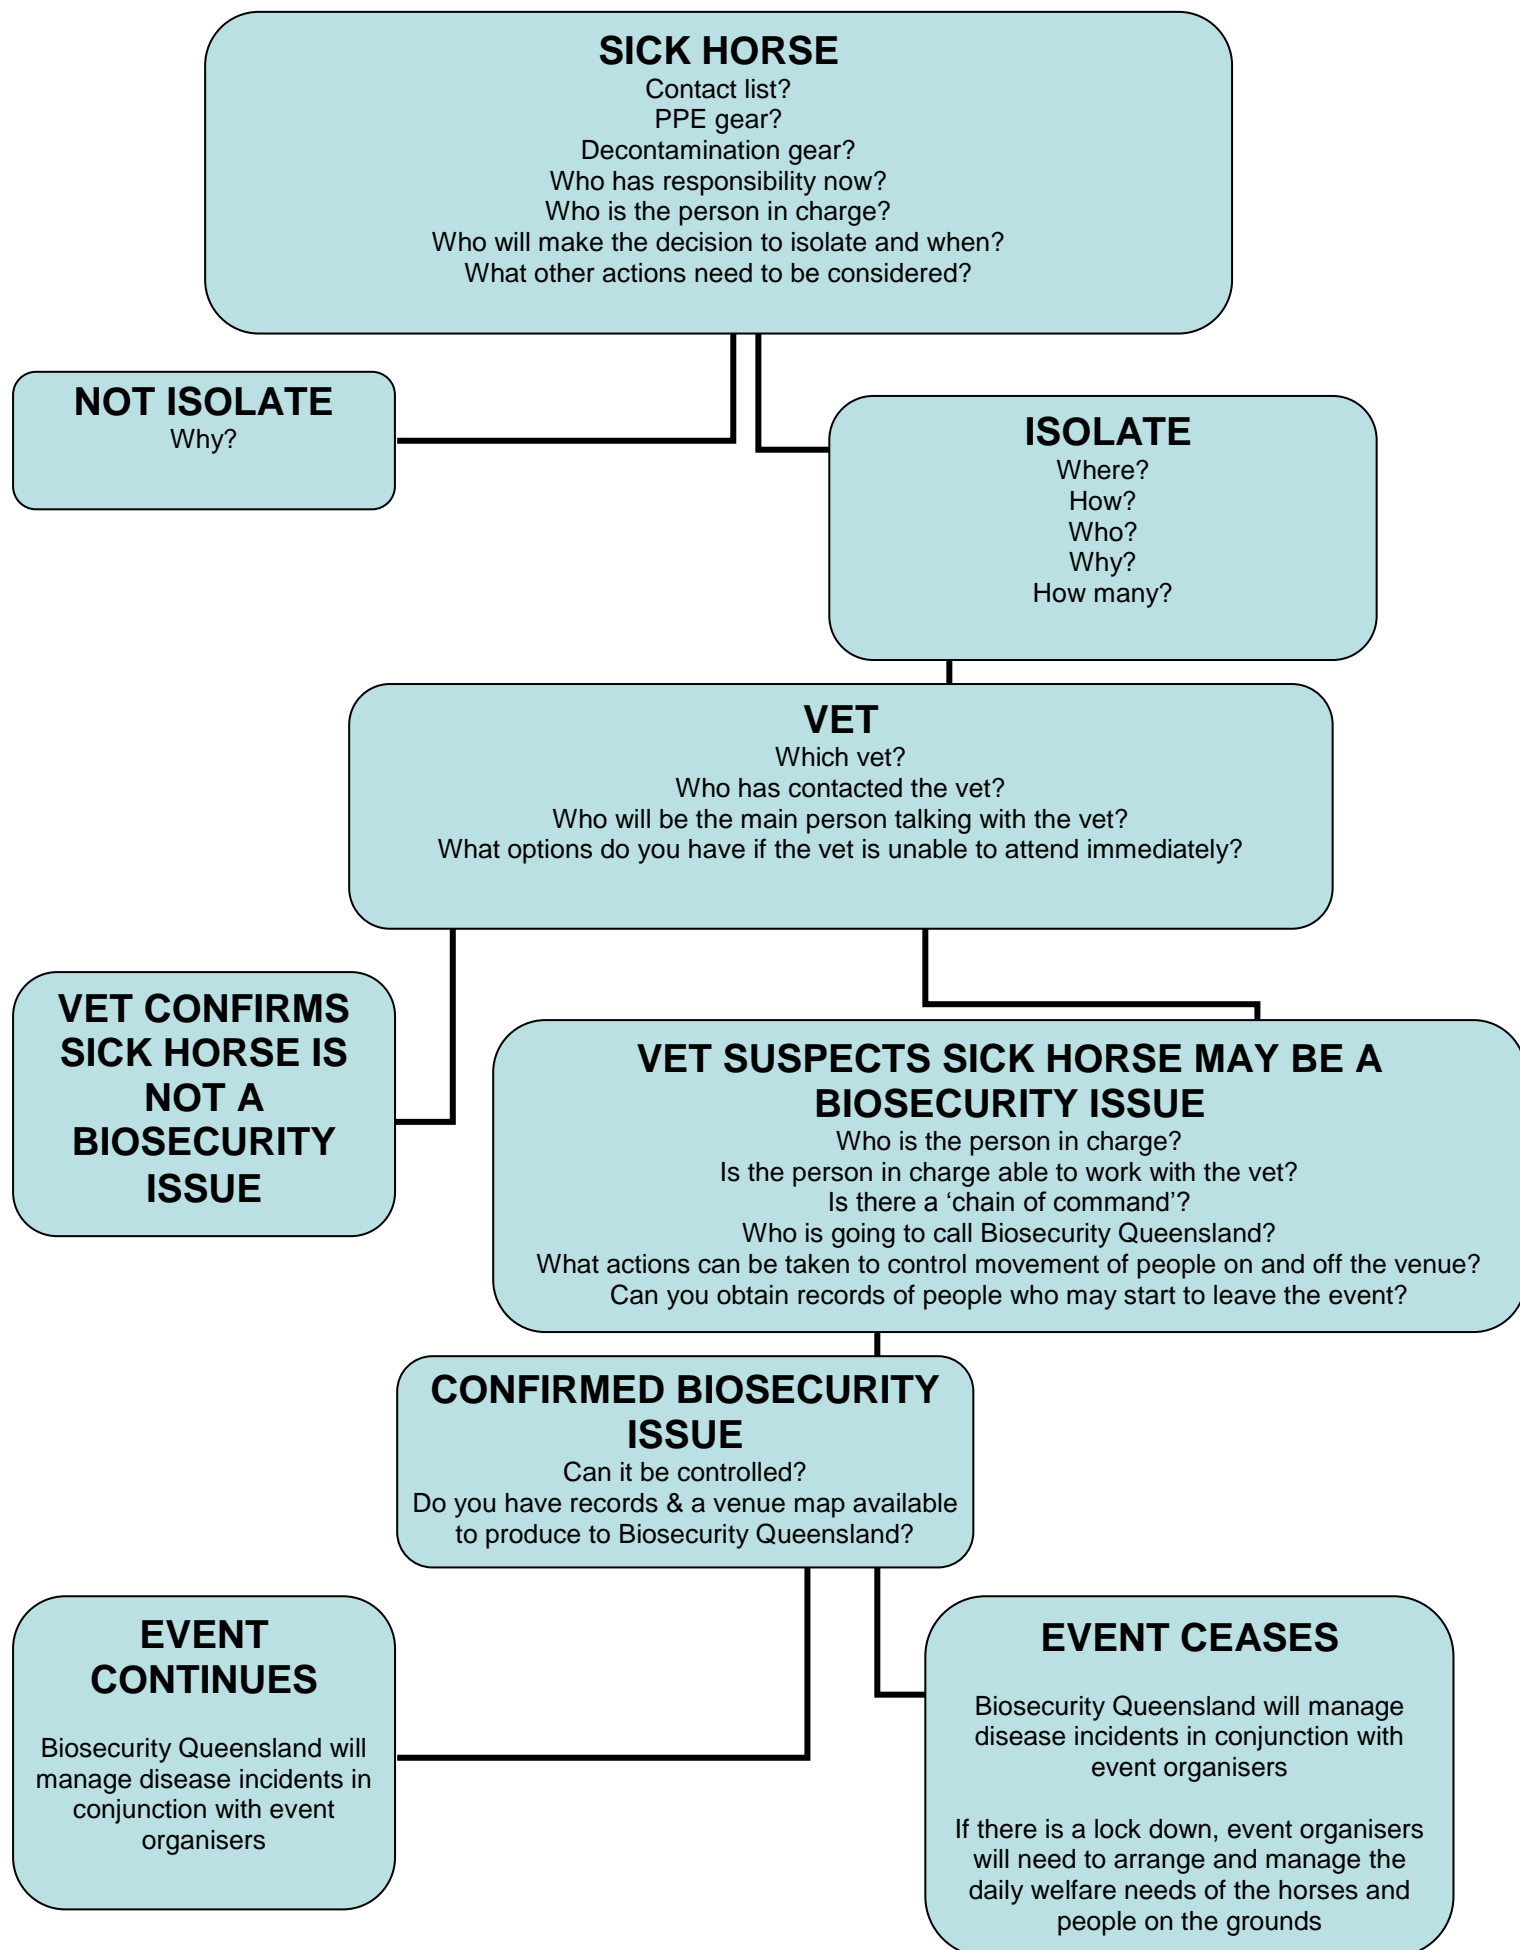 SICK HORSE
Contact list?
PPE gear?
Decontamination gear?
Who has responsibility now?
Who is the person in charge?
Who will make the decision to isolate and when?
What other actions need to be considered?
NOT ISOLATE
Why?
ISOLATE
Where?
How?
Who?
Why?
How many?
VET
Which vet?
Who has contacted the vet?
Who will be the main person talking with the vet?
What options do you have if the vet is unable to attend immediately?
VET CONFIRMS
SICK HORSE IS
NOT A
BIOSECURITY
ISSUE
VET SUSPECTS SICK HORSE MAY BE A
BIOSECURITY ISSUE
Who is the person in charge?
Is the person in charge able to work with the vet?
Is there a ‘chain of command’?
Who is going to call Biosecurity Queensland?
What actions can be taken to control movement of people on and off the venue?
Can you obtain records of people who may start to leave the event?
CONFIRMED BIOSECURITY
ISSUE
Can it be controlled?
Do you have records & a venue map available
to produce to Biosecurity Queensland?
EVENT
CONTINUES
Biosecurity Queensland will
manage disease incidents in
conjunction with event
organisers
EVENT CEASES
Biosecurity Queensland will manage
disease incidents in conjunction with
event organisers
If there is a lock down, event organisers
will need to arrange and manage the
daily welfare needs of the horses and
people on the grounds